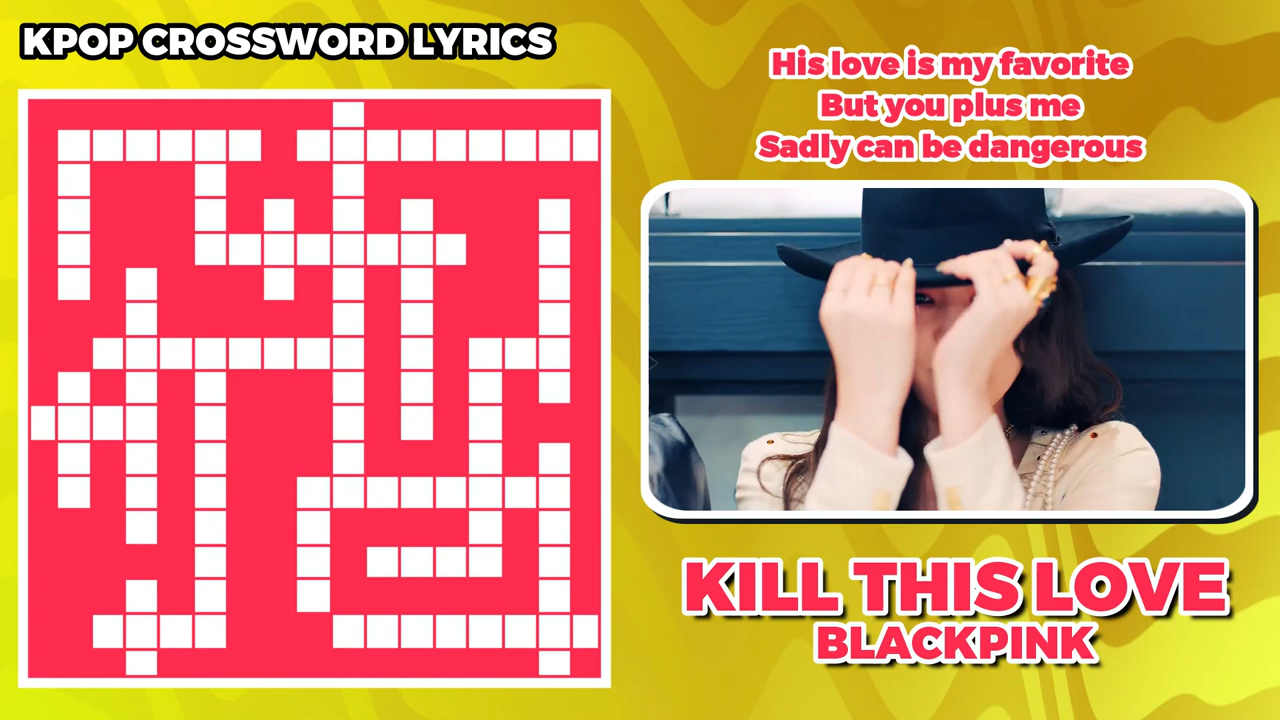 KPOP CROSSWORD LYRICS
His love is my favorite
But you plus me
Sadly can be dangerous
KILL THIS LOVE
BLACKPINK